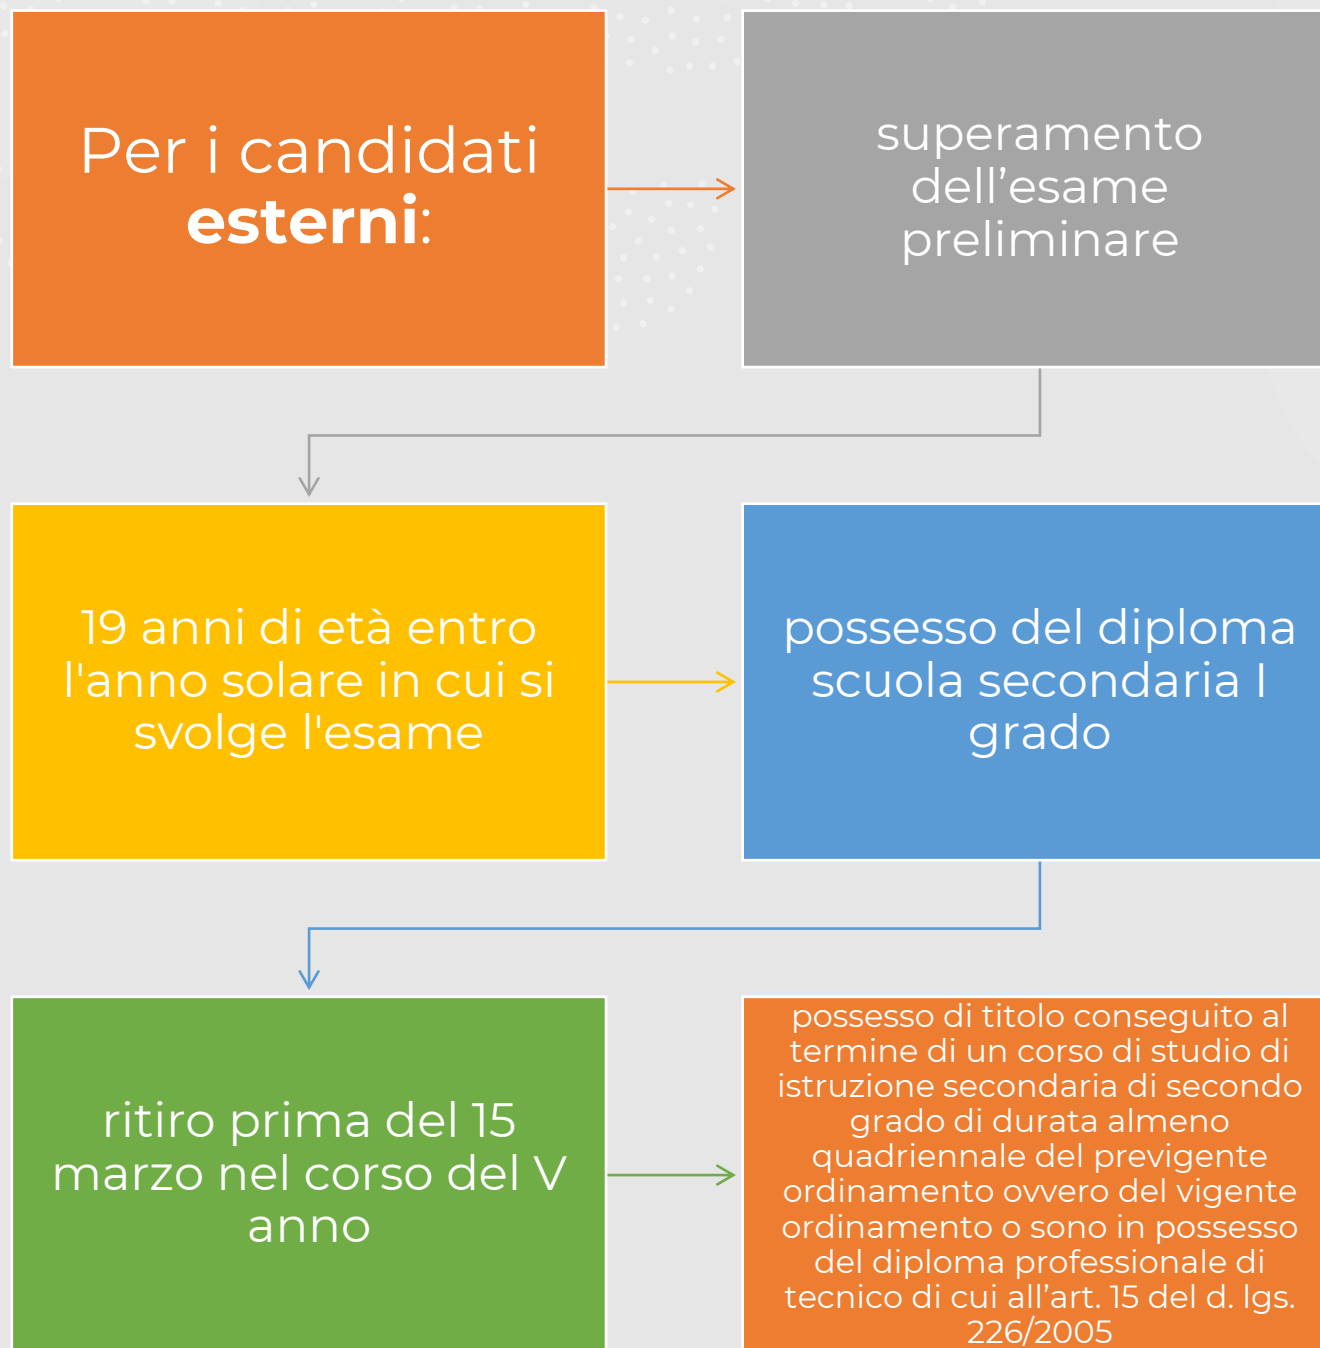 Per i candidati
esterni:
superamento
dell’esame
preliminare
19 anni di età entro
l'anno solare in cui si
svolge l'esame
possesso del diploma
scuola secondaria I
grado
ritiro prima del 15
marzo nel corso del V
anno
possesso di titolo conseguito al
termine di un corso di studio di
istruzione secondaria di secondo
grado di durata almeno
quadriennale del previgente
ordinamento ovvero del vigente
ordinamento o sono in possesso
del diploma professionale di
tecnico di cui all’art. 15 del d. lgs.
226/2005